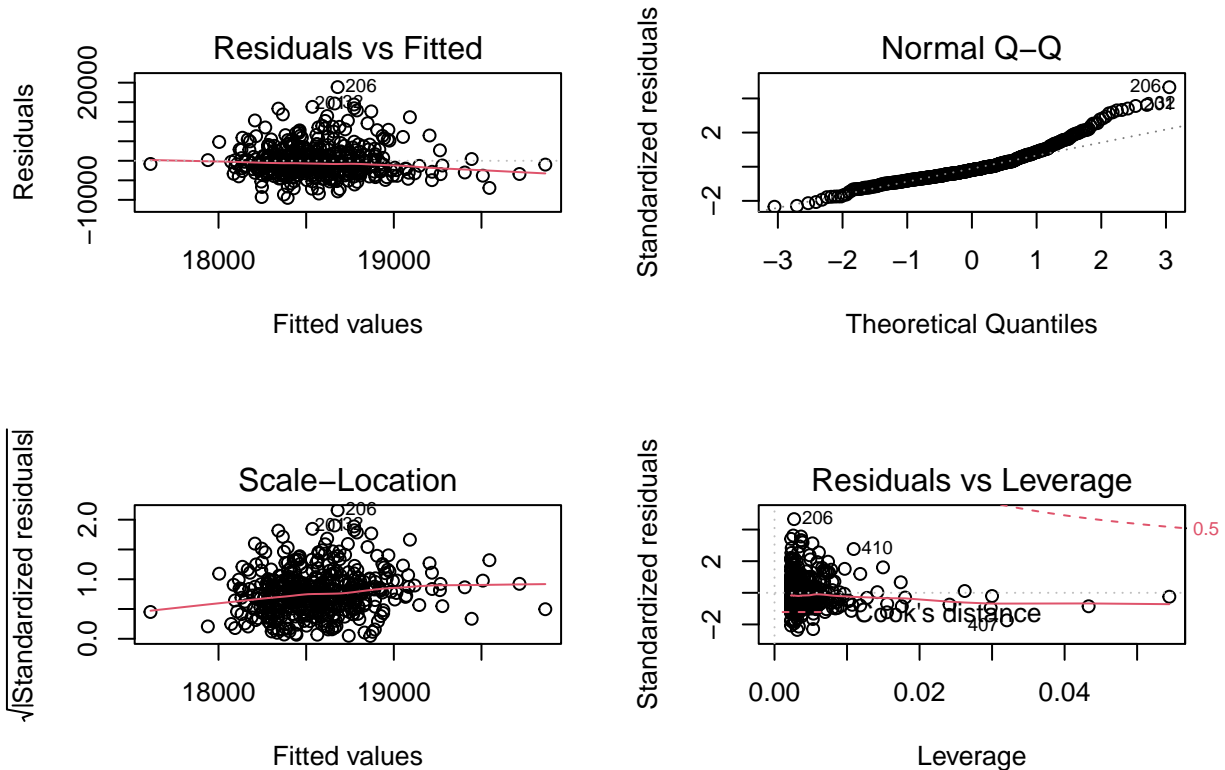 Residuals vs Fitted
Residuals
20000
−10000
206
18000
19000
Fitted values
Normal Q−Q
Standardized residuals
2
−2
206
−3
−2
−1
0
1
2
3
Theoretical Quantiles
Scale−Location
√|Standardized residuals|
2.0
1.0
0.0
206
18000
19000
Fitted values
Residuals vs Leverage
Standardized residuals
2
−2
206
410
0.5
Cook's distance
407
0.00
0.02
0.04
Leverage